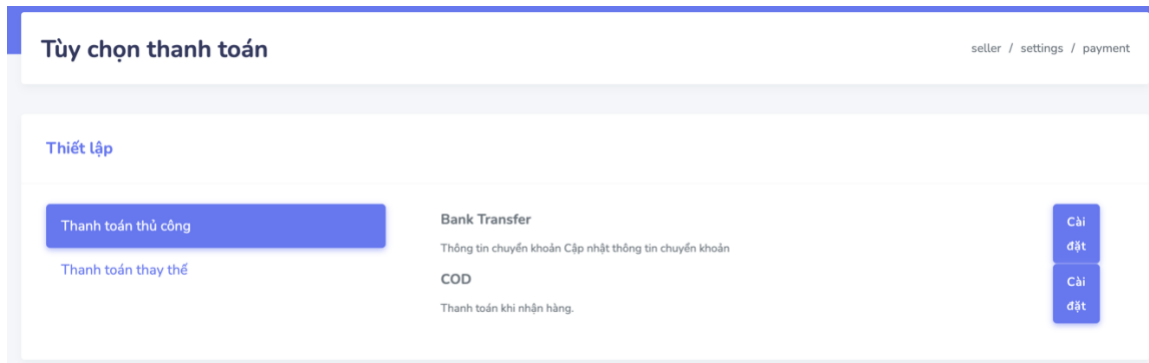 Tùy chọn thanh toán
seller / settings / payment
Thiết lập
Thanh toán thủ công
Thanh toán thay thế
Bank Transfer
Thông tin chuyển khoản Cập nhật thông tin chuyển khoản
Cài
đặt
COD
Thanh toán khi nhận hàng.
Cài
đặt